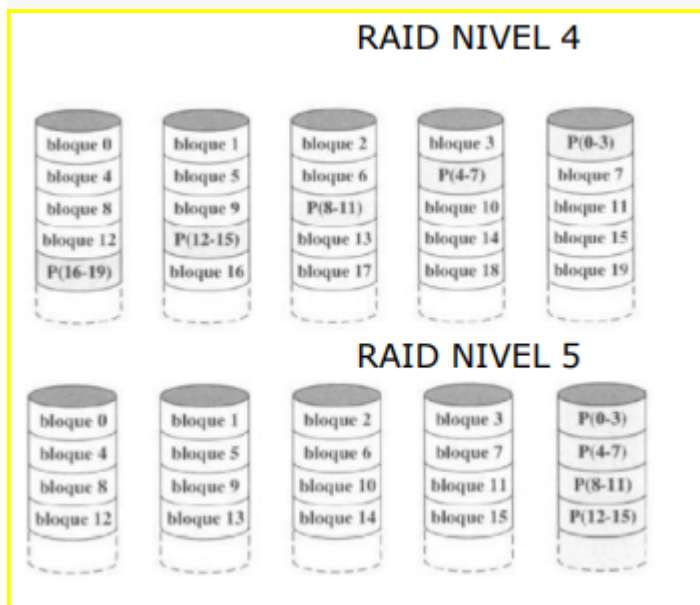 RAID NIVEL 4
bloque 0 bloque 1 bloque 2 bloque 3 P(0-3)
bloque 4 bloque 5 bloque 6 P(4-7) bloque 7
bloque 8 bloque 9 P(8-11) bloque 10 bloque 11
bloque 12 P(12-15) bloque 13 bloque 14 bloque 15
P(16-19) bloque 16 bloque 17 bloque 18 bloque 19
RAID NIVEL 5
bloque 0 bloque 1 bloque 2 bloque 3 P(0-3)
bloque 4 bloque 5 bloque 6 bloque 7 P(4-7)
bloque 8 bloque 9 bloque 10 bloque 11 P(8-11)
bloque 12 bloque 13 bloque 14 bloque 15 P(12-15)